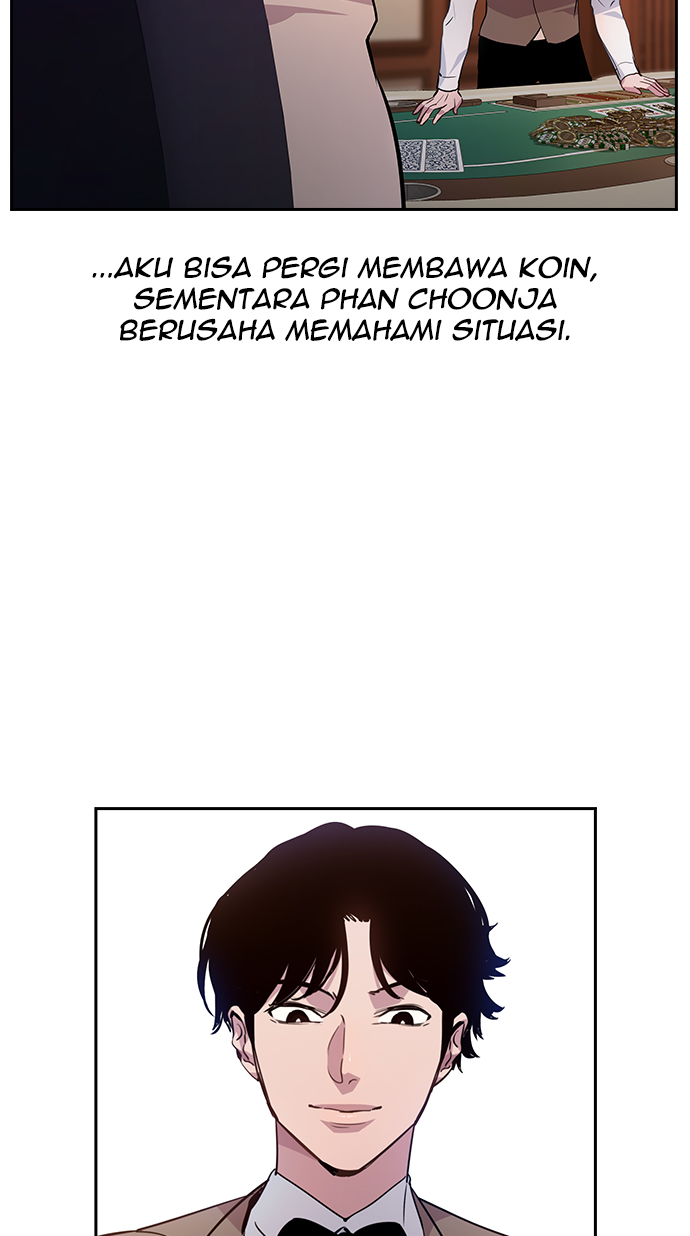 ...AKU BISA PERGI MEMBAWA KOIN,
SEMENTARA PHAN CHOONJA
BERUSAHA MEMAHAMI SITUASI.